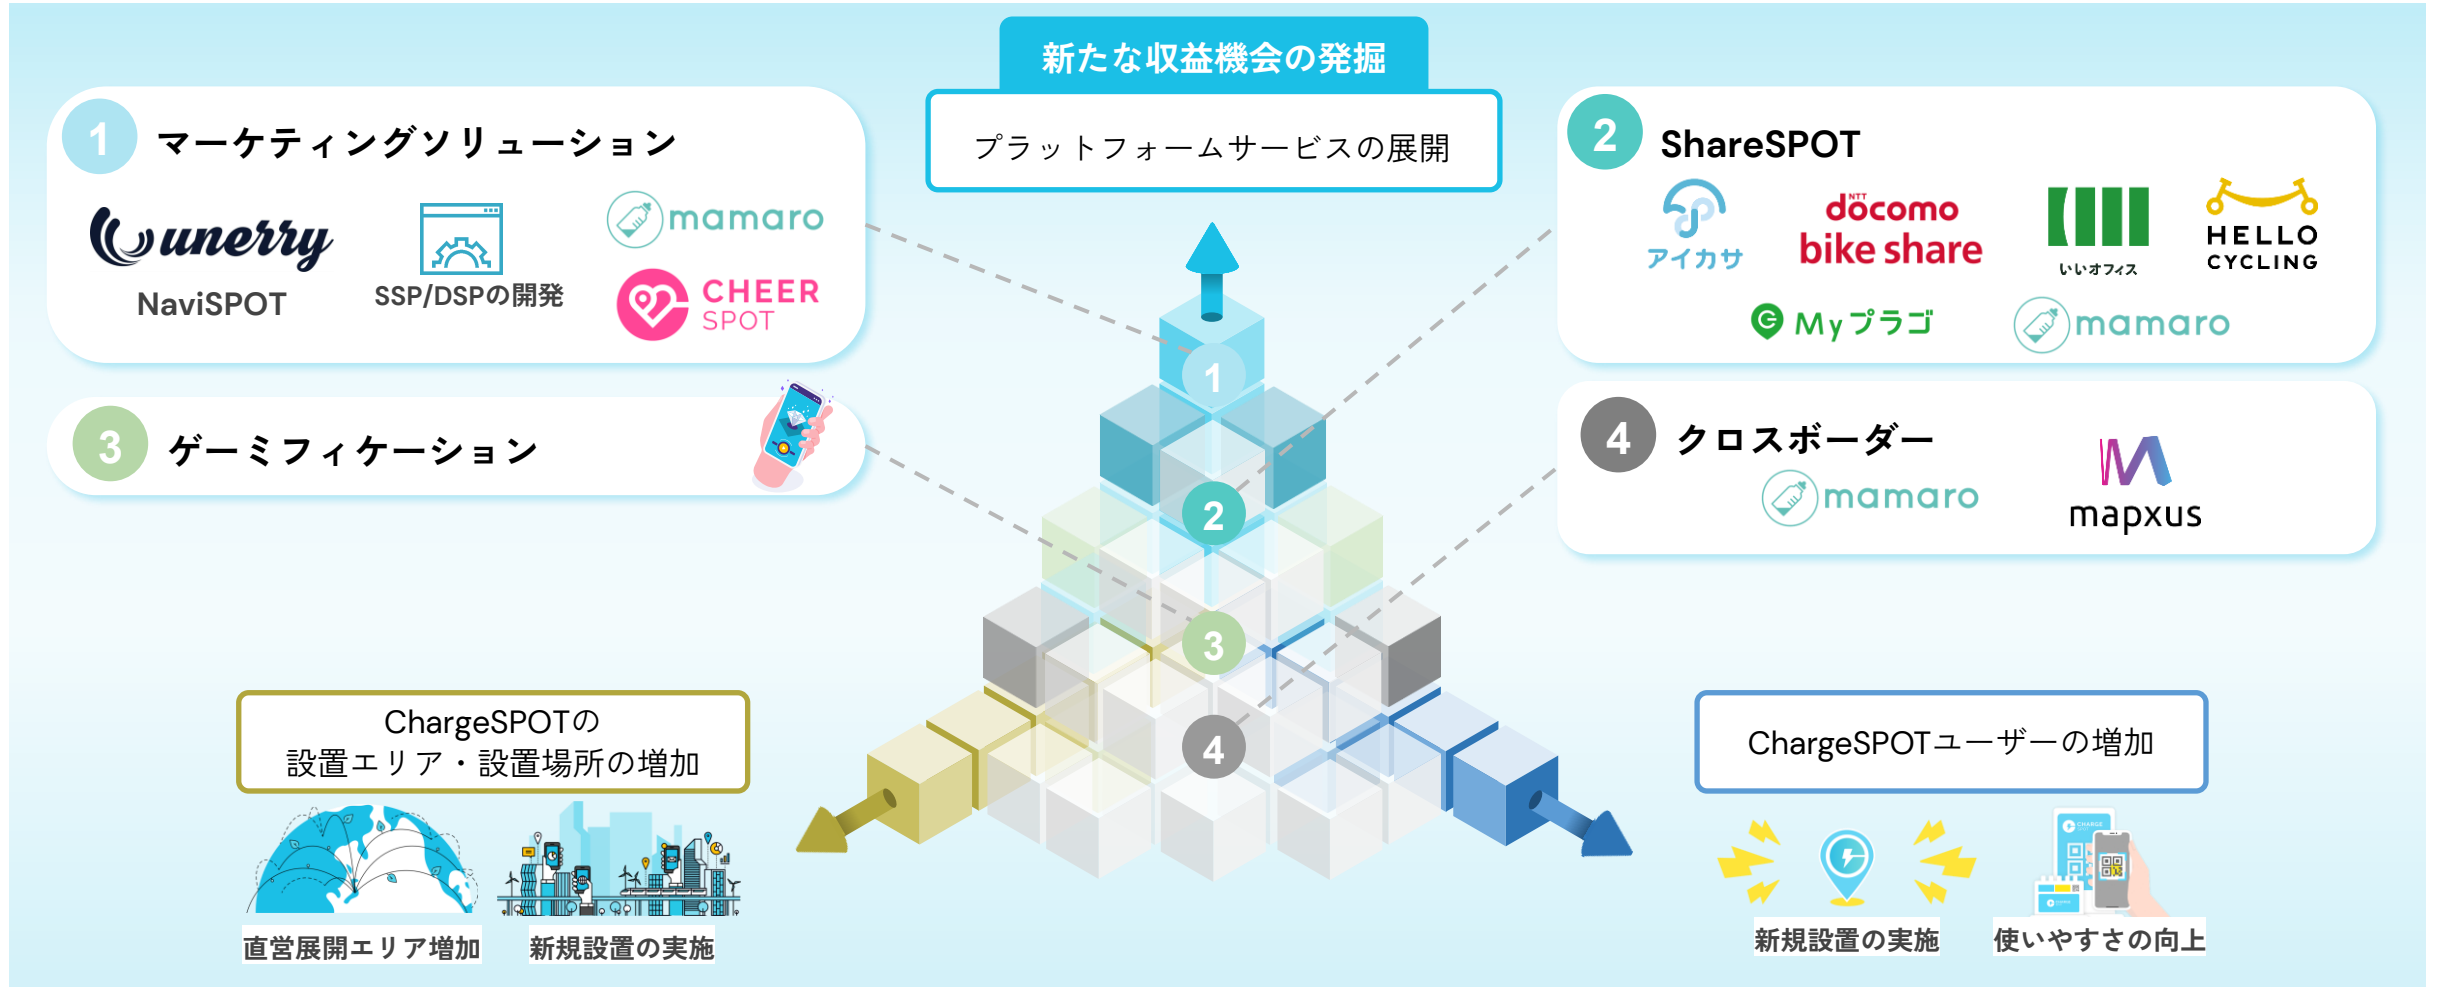 新たな収益機会の発掘
プラットフォームサービスの展開
1
マーケティングソリューション
unerry
NaviSPOT
SSP/DSPの開発
mamaro
CHEER
SPOT
2
ShareSPOT
アイカサ
NTT
docomo
bike share
いいオフィス
HELLO
CYCLING
Myプラゴ
mamaro
3
ゲーミフィケーション
4
クロスボーダー
mamaro
mapxus
1
2
3
4
ChargeSPOTの
設置エリア・設置場所の増加
直営展開エリア増加
新規設置の実施
ChargeSPOTユーザーの増加
CHARGE
新規設置の実施
使いやすさの向上